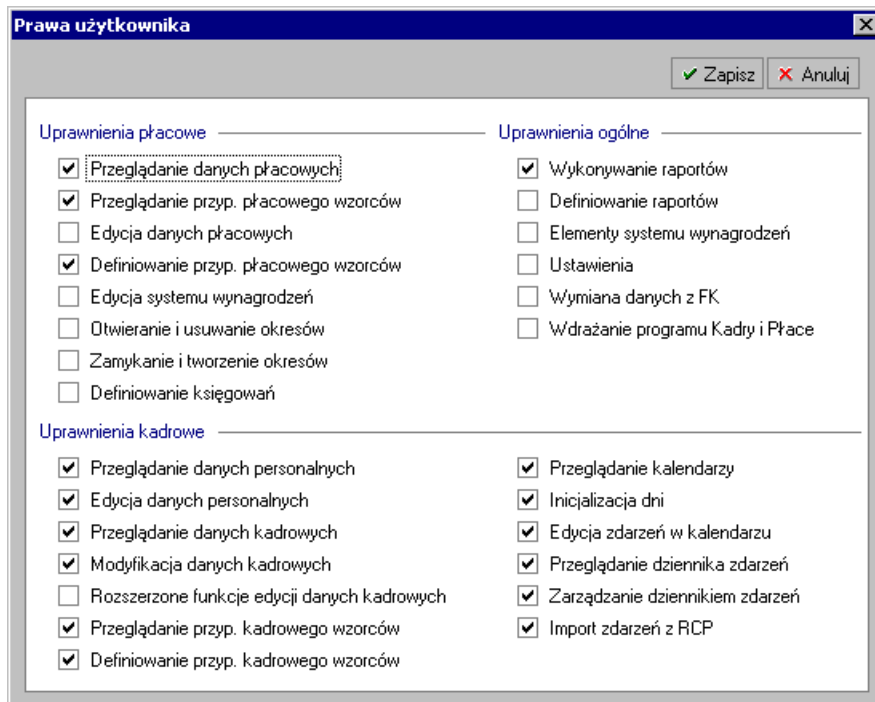 Prawa użytkownika
Zapisz
Anuluj
Uprawnienia płacowe
Przeglądanie danych płacowych
Przeglądanie przyp. płacowego wzorców
Edycja danych płacowych
Definiowanie przyp. płacowego wzorców
Edycja systemu wynagrodzeń
Otwieranie i usuwanie okresów
Zamykanie i tworzenie okresów
Definiowanie księgowań
Uprawnienia ogólne
Wykonywanie raportów
Definiowanie raportów
Elementy systemu wynagrodzeń
Ustawienia
Wymiana danych z FK
Wdrażanie programu Kadry i Płace
Uprawnienia kadrowe
Przeglądanie danych personalnych
Edycja danych personalnych
Przeglądanie danych kadrowych
Modyfikacja danych kadrowych
Rozszerzone funkcje edycji danych kadrowych
Przeglądanie przyp. kadrowego wzorców
Definiowanie przyp. kadrowego wzorców
Przeglądanie kalendarzy
Inicjalizacja dni
Edycja zdarzeń w kalendarzu
Przeglądanie dziennika zdarzeń
Zarządzanie dziennikiem zdarzeń
Import zdarzeń z RCP